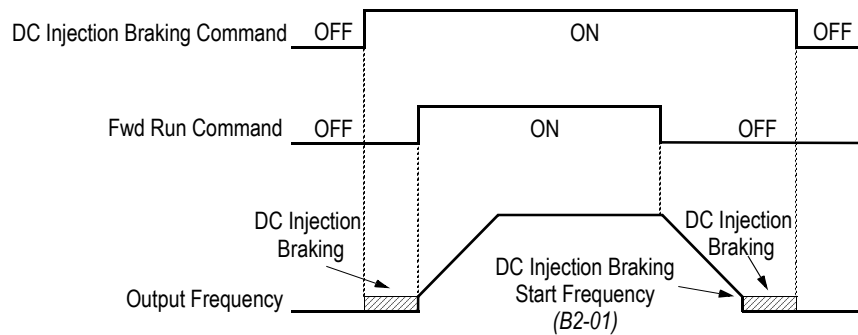 DC Injection Braking Command OFF ON OFF
Fwd Run Command OFF ON OFF
DC Injection
Braking
DC Injection
Braking
DC Injection Braking
Start Frequency
(B2-01)
Output Frequency